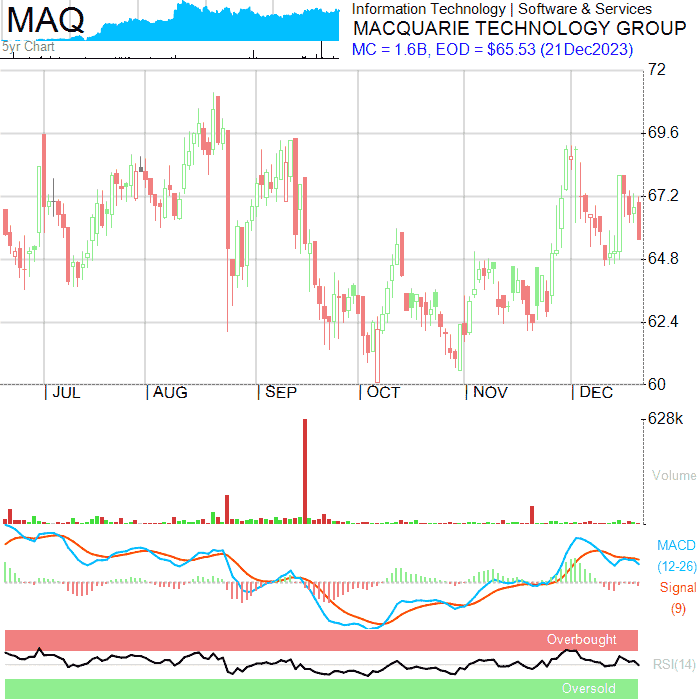 MAQ
5yr Chart
Information Technology | Software & Services
MACQUARIE TECHNOLOGY GROUP
MC = 1.6B, EOD = $65.53 (21Dec2023)
72
69.6
67.2
64.8
62.4
60
JUL AUG SEP OCT NOV DEC
628k
Volume
MACD
(12-26)
Signal
(9)
Overbought
RSI(14)
Oversold